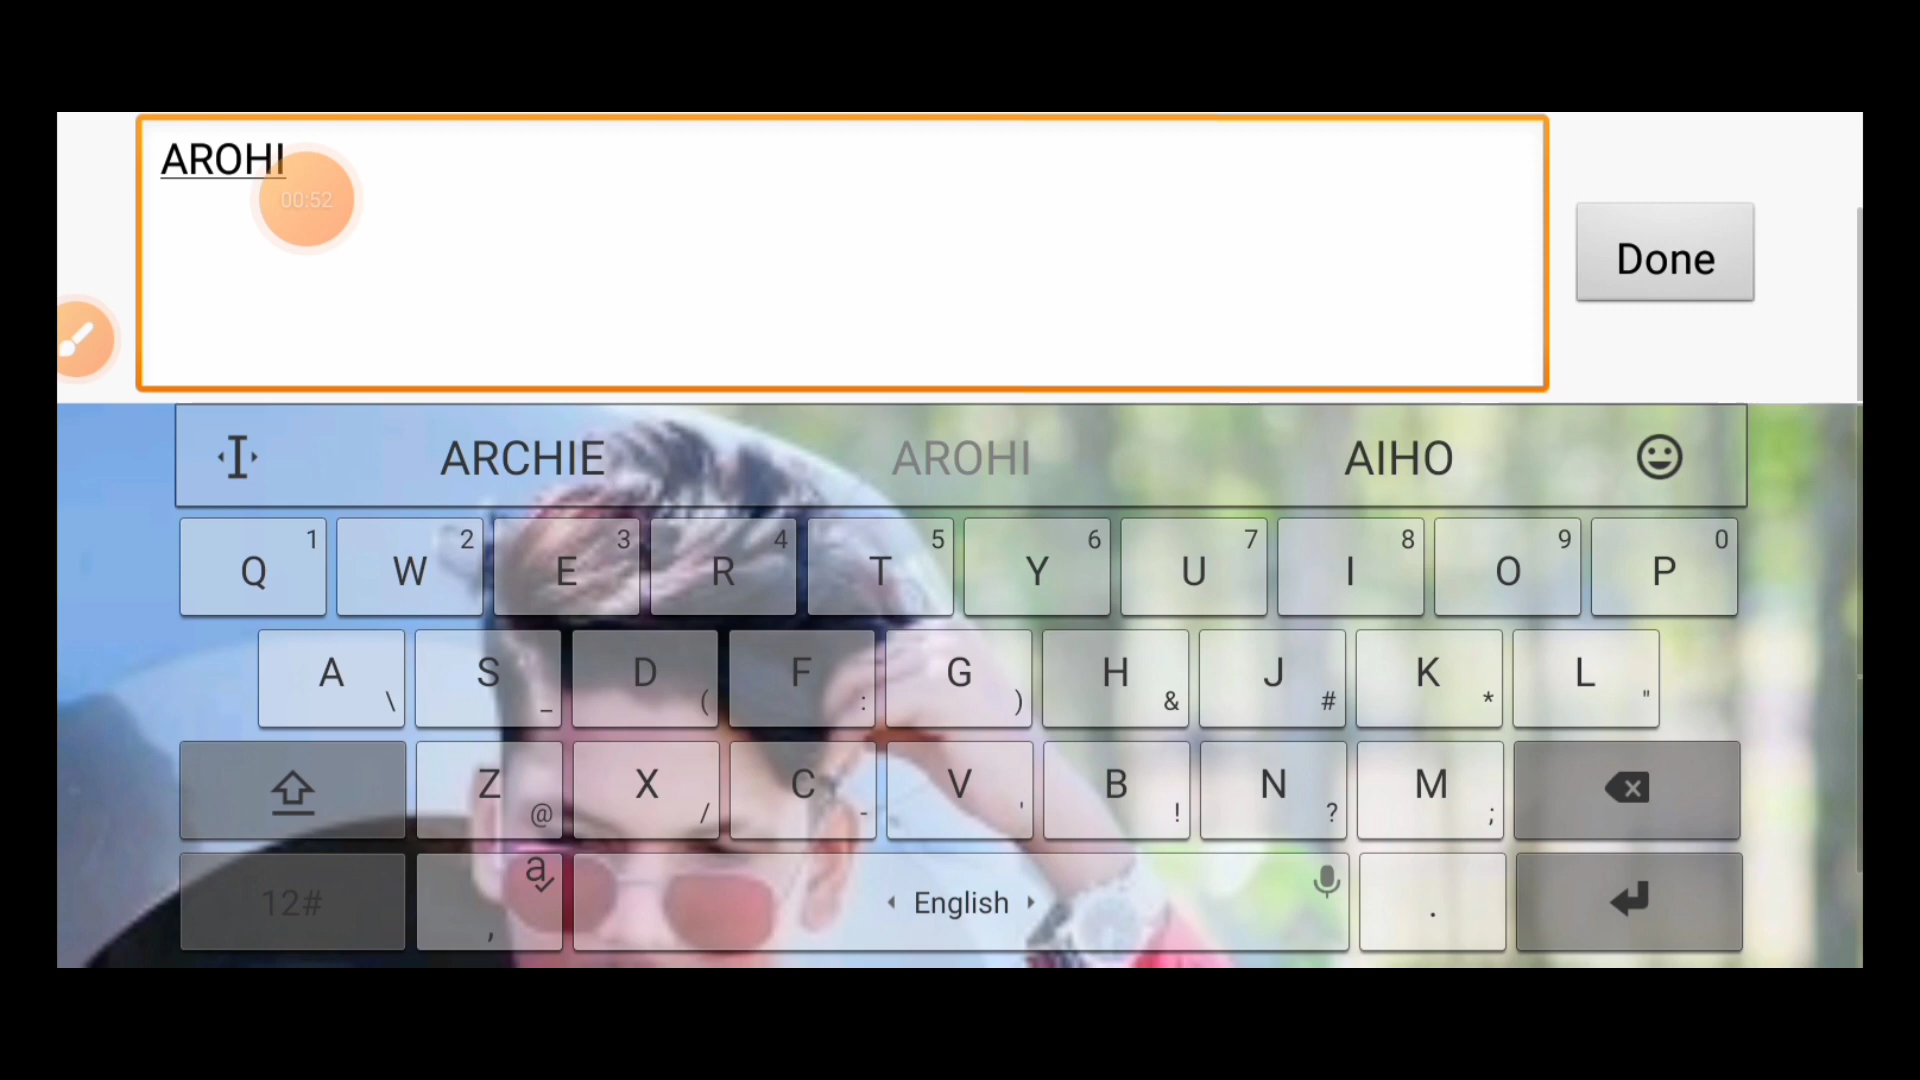 AROHI
00:52
Done
ARCHIE AROHI AIHO
1 2 3 4 5 6 7 8 9 0
Q W E R T Y U I O P
A S D F G H J K L
\ _ ( : ) & # * "
Z X C V B N M
@ / - ' ! ? ;
a
12# , English .